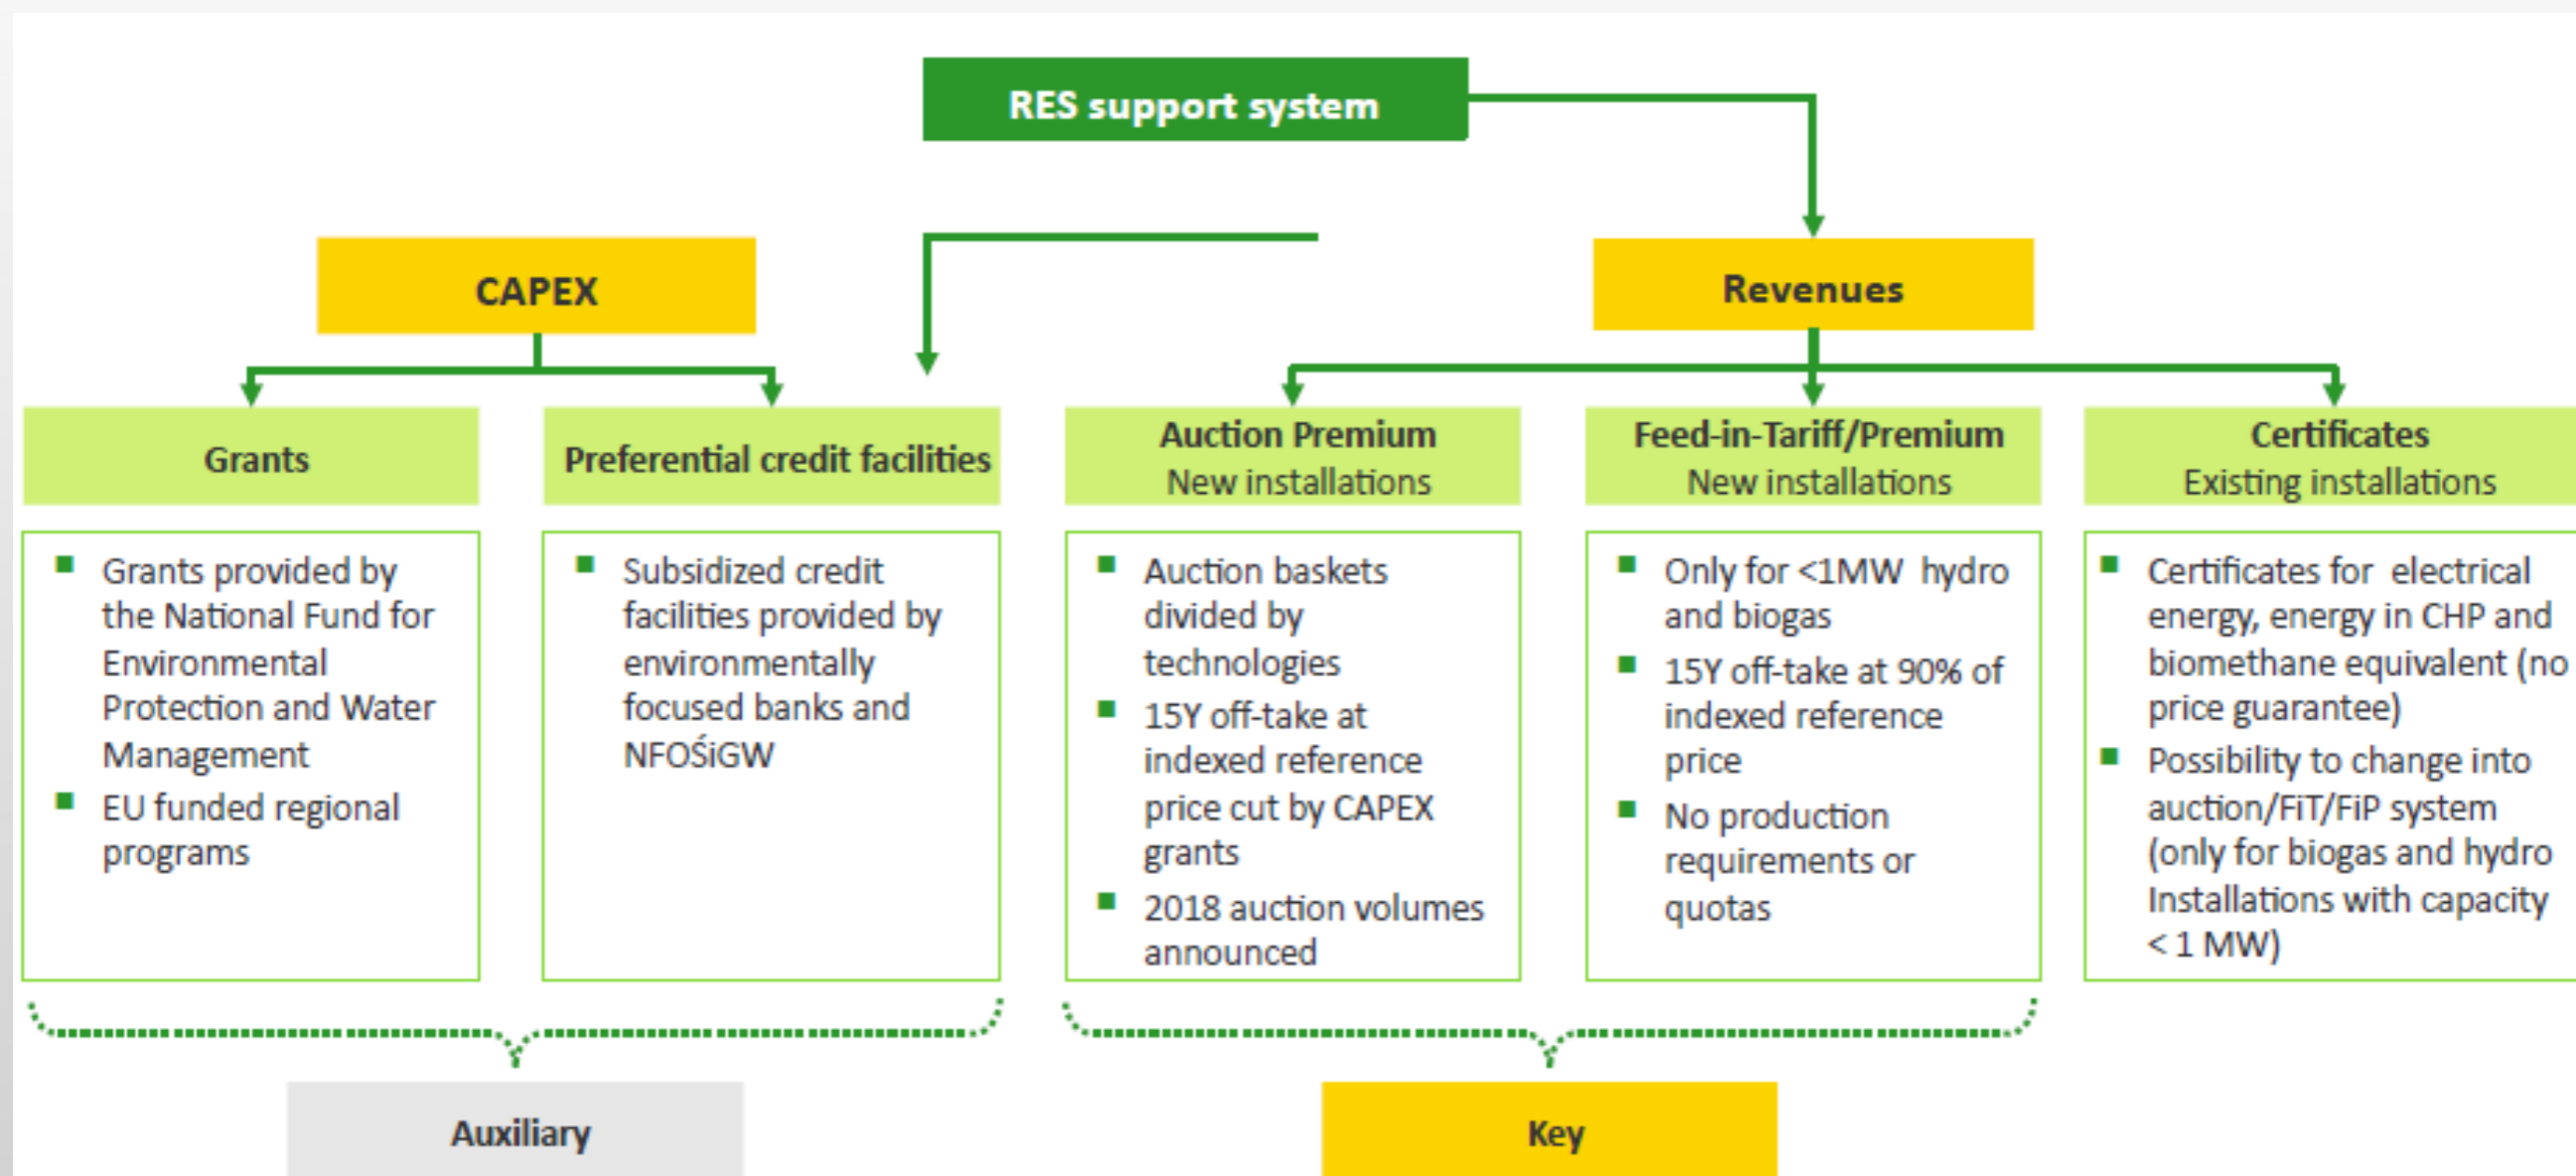 RES support system
CAPEX
Revenues
Grants
Preferential credit facilities
Auction Premium
New installations
Feed-in-Tariff/Premium
New installations
Certificates
Existing installations
Grants provided by
the National Fund for
Environmental
Protection and Water
Management
EU funded regional
programs
Subsidized credit
facilities provided by
environmentally
focused banks and
NFOŚiGW
Auction baskets
divided by
technologies
15Y off-take at
indexed reference
price cut by CAPEX
grants
2018 auction volumes
announced
Only for <1MW  hydro
and biogas
15Y off-take at 90% of
indexed reference
price
No production
requirements or
quotas
Certificates for  electrical
energy, energy in CHP and
biomethane equivalent (no
price guarantee)
Possibility to change into
auction/FiT/FiP system
(only for biogas and hydro
Installations with capacity
< 1 MW)
Auxiliary
Key